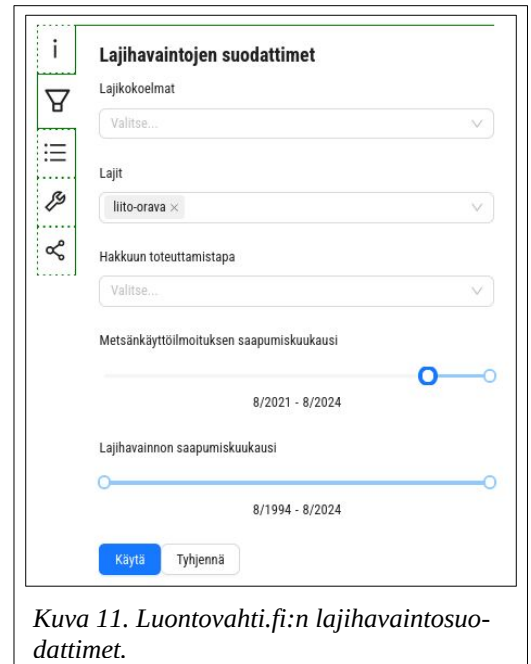 Lajihavaintojen suodattimet
Lajikokoelmat
Valitse...
Lajit
liito-orava ×
Hakkuun toteuttamistapa
Valitse...
Metsänkäyttöilmoituksen saapumiskuukausi
8/2021 - 8/2024
Lajihavainnon saapumiskuukausi
8/1994 - 8/2024
Käytä Tyhjennä
Kuva 11. Luontovahti.fi:n lajihavaintosuo-
dattimet.